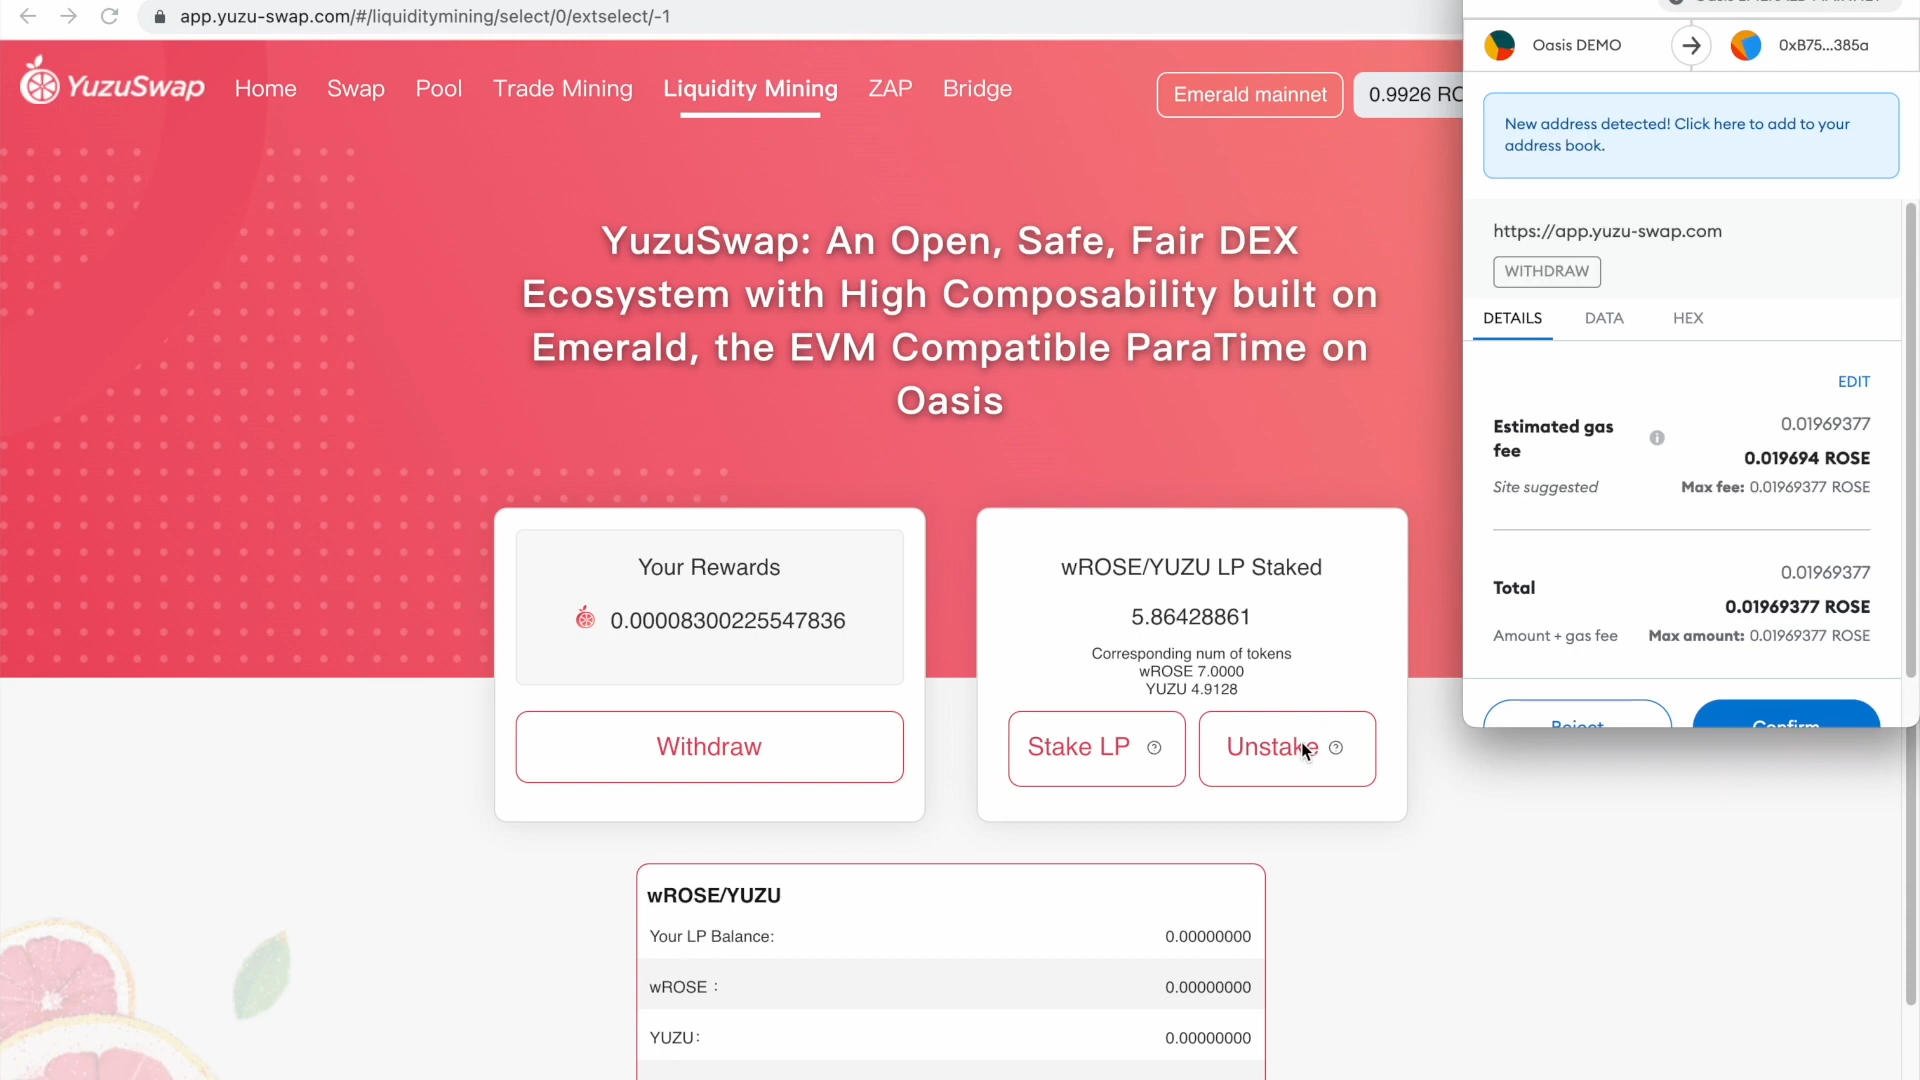 app.yuzu-swap.com/#/liquiditymining/select/0/extselect/-1
YuzuSwap
Home
Swap
Pool
Trade Mining
Liquidity Mining
ZAP
Bridge
Emerald mainnet
0.9926 RO
YuzuSwap: An Open, Safe, Fair DEX
Ecosystem with High Composability built on
Emerald, the EVM Compatible ParaTime on
Oasis
Your Rewards
0.00008300225547836
Withdraw
wROSE/YUZU LP Staked
5.86428861
Corresponding num of tokens
wROSE 7.0000
YUZU 4.9128
Stake LP
Unstake
wROSE/YUZU
Your LP Balance: 0.00000000
wROSE : 0.00000000
YUZU: 0.00000000
Oasis DEMO
0xB75...385a
New address detected! Click here to add to your
address book.
https://app.yuzu-swap.com
WITHDRAW
DETAILS
DATA
HEX
EDIT
Estimated gas
fee
0.01969377
0.019694 ROSE
Site suggested
Max fee: 0.01969377 ROSE
Total
0.01969377
0.01969377 ROSE
Amount + gas fee
Max amount: 0.01969377 ROSE
Reject
Confirm